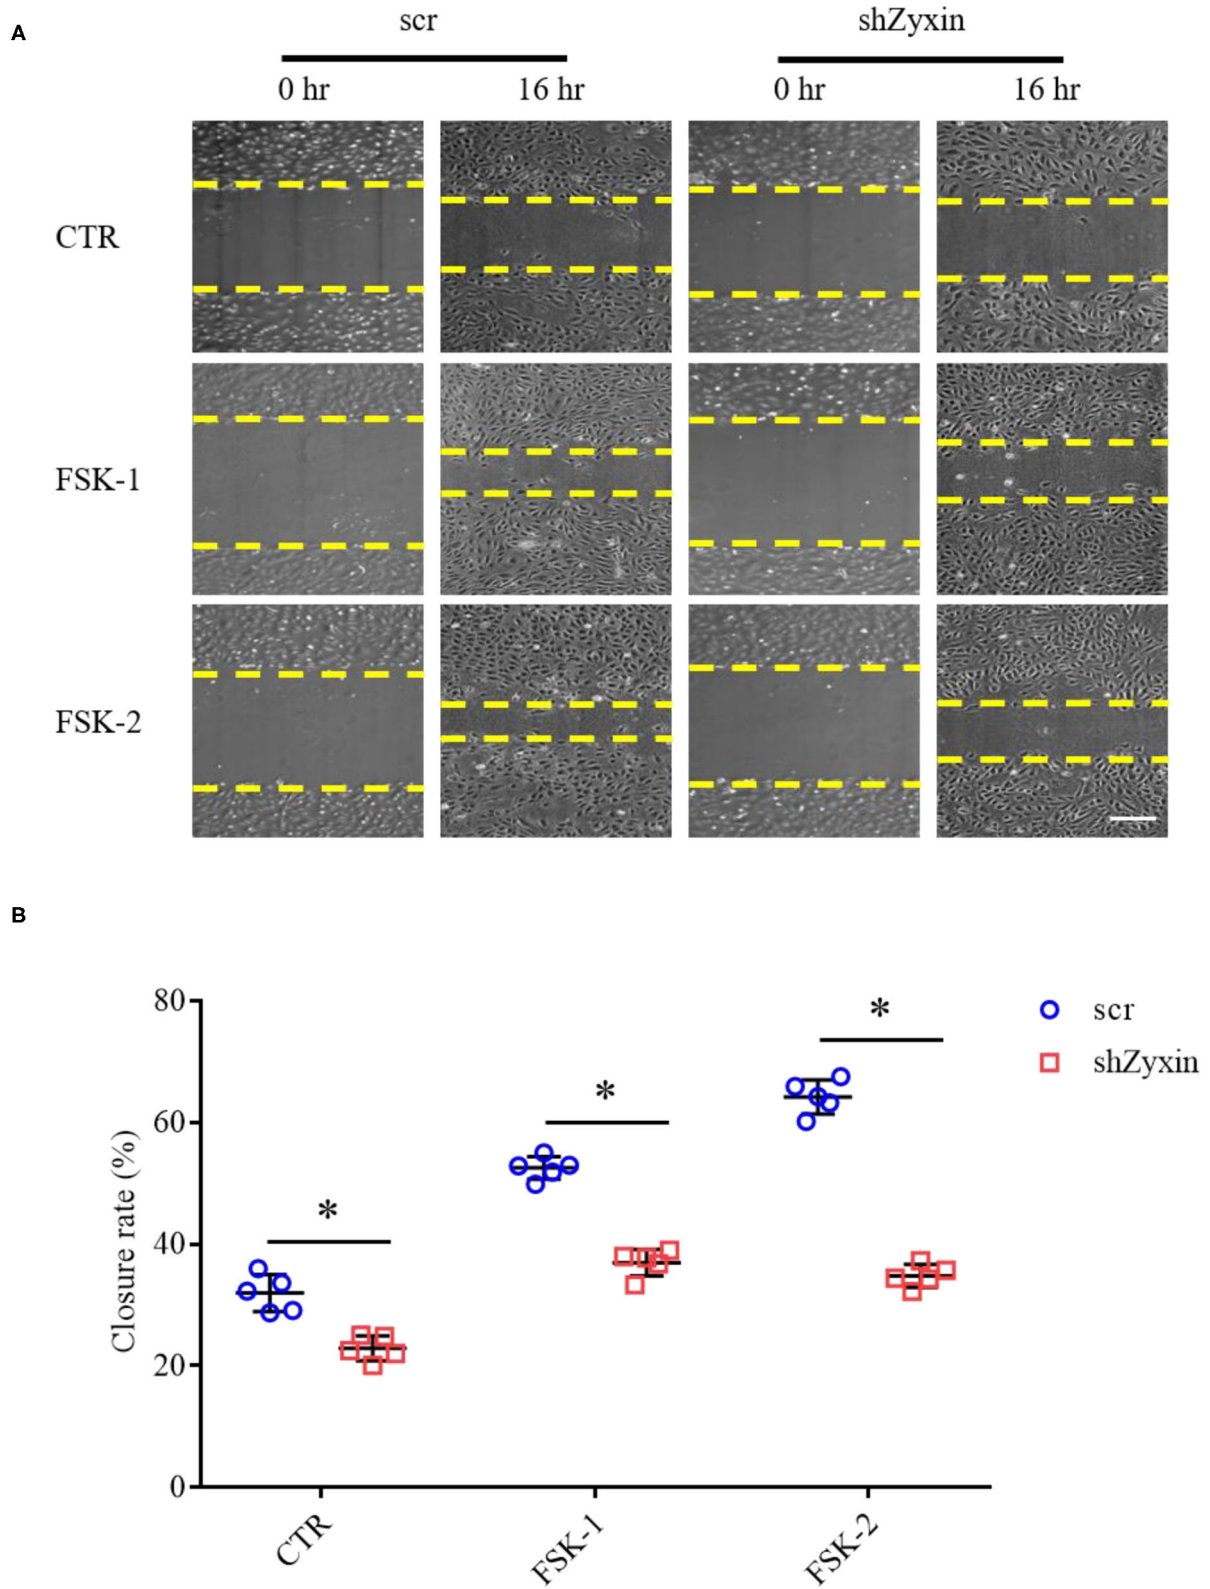 A
scr
shZyxin
0 hr
16 hr
0 hr
16 hr
CTR
FSK-1
FSK-2
B
80
60
40
20
0
Closure rate (%)
*
*
*
scr
shZyxin
CTR
FSK-1
FSK-2